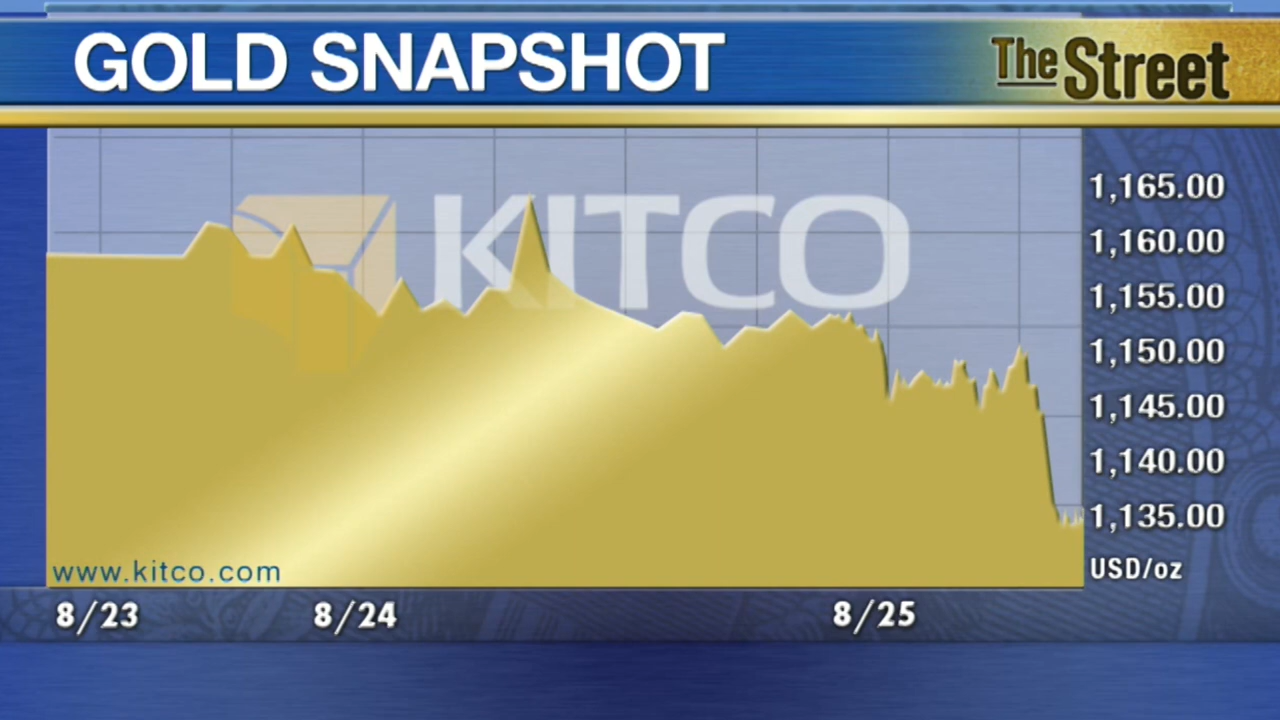 GOLD SNAPSHOT
The Street
KITCO
1,165.00
1,160.00
1,155.00
1,150.00
1,145.00
1,140.00
1,135.00
www.kitco.com
USD/oz
8/23 8/24 8/25